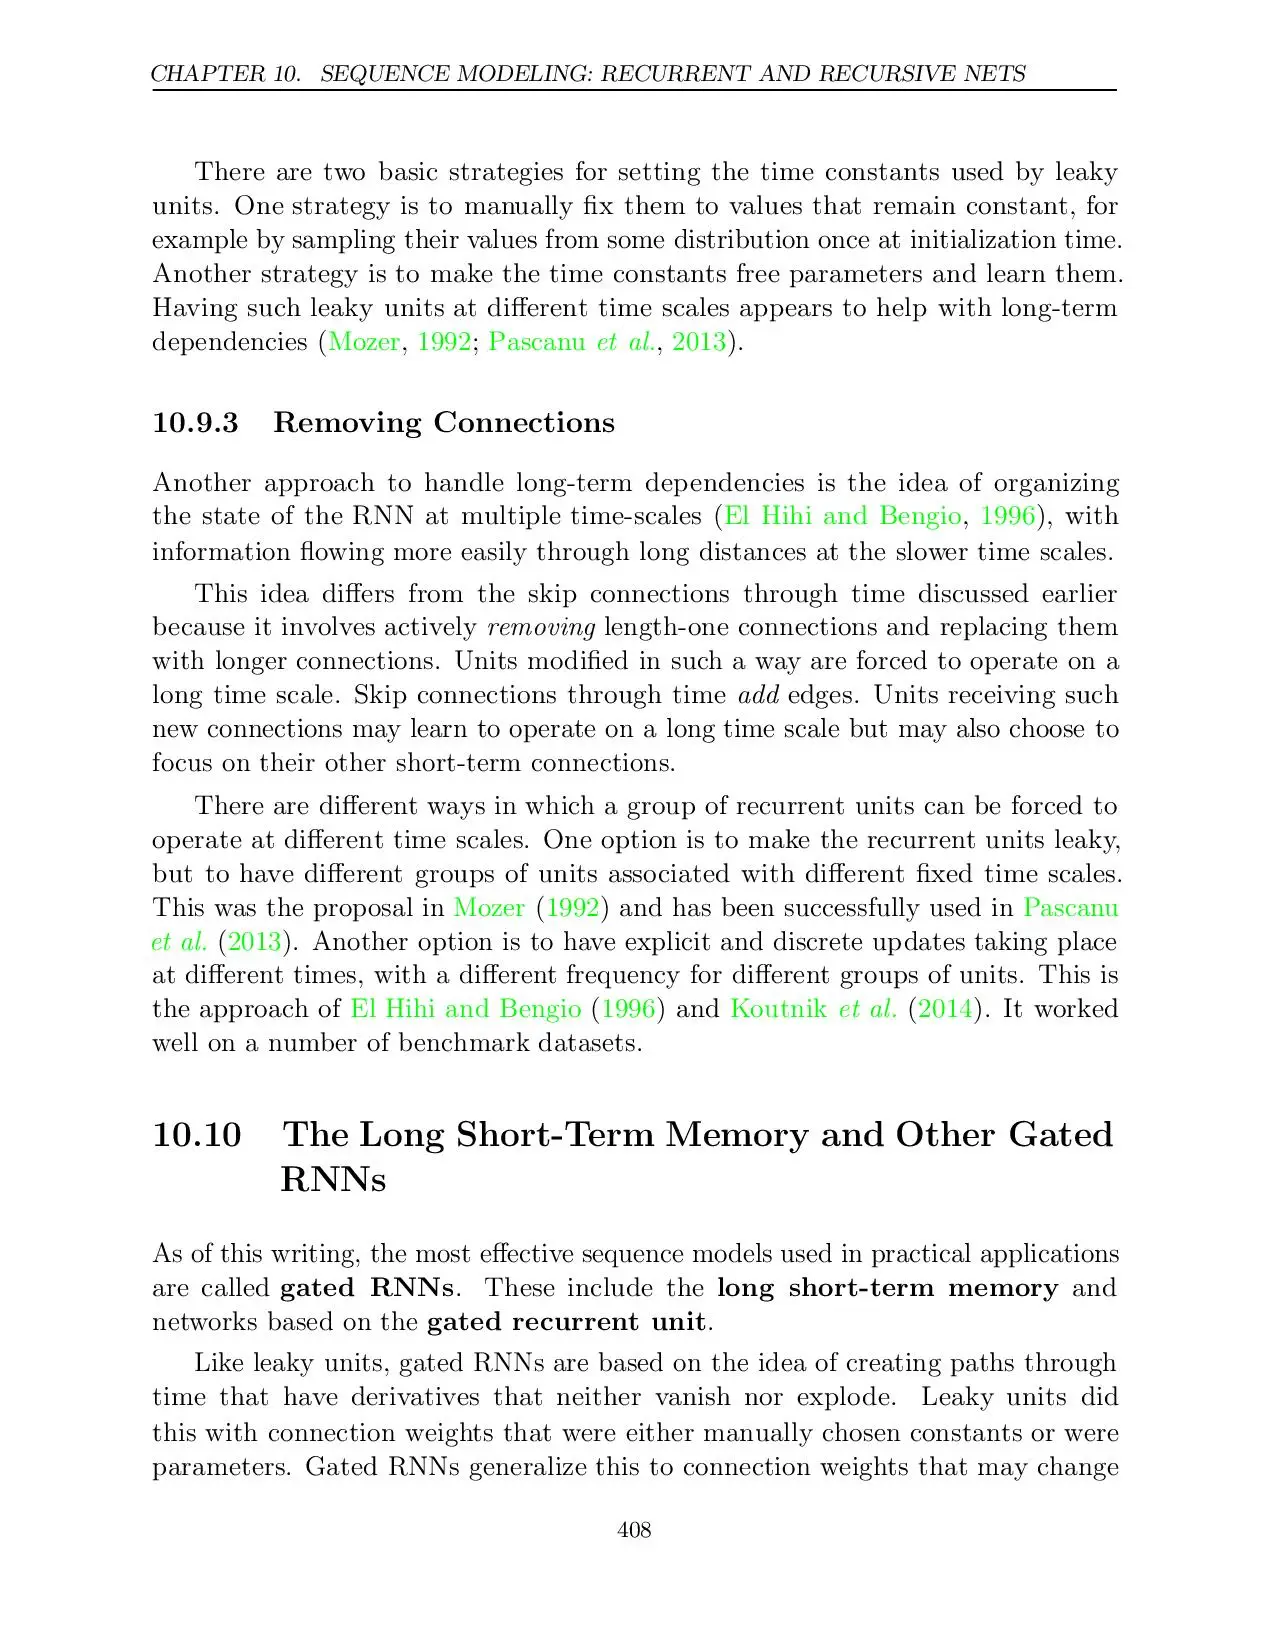 CHAPTER 10. SEQUENCE MODELING: RECURRENT AND RECURSIVE NETS
There are two basic strategies for setting the time constants used by leaky
units. One strategy is to manually fix them to values that remain constant, for
example by sampling their values from some distribution once at initialization time.
Another strategy is to make the time constants free parameters and learn them.
Having such leaky units at different time scales appears to help with long-term
dependencies (Mozer, 1992; Pascanu et al., 2013).
10.9.3 Removing Connections
Another approach to handle long-term dependencies is the idea of organizing
the state of the RNN at multiple time-scales (El Hihi and Bengio, 1996), with
information flowing more easily through long distances at the slower time scales.
This idea differs from the skip connections through time discussed earlier
because it involves actively removing length-one connections and replacing them
with longer connections. Units modified in such a way are forced to operate on a
long time scale. Skip connections through time add edges. Units receiving such
new connections may learn to operate on a long time scale but may also choose to
focus on their other short-term connections.
There are different ways in which a group of recurrent units can be forced to
operate at different time scales. One option is to make the recurrent units leaky,
but to have different groups of units associated with different fixed time scales.
This was the proposal in Mozer (1992) and has been successfully used in Pascanu
et al. (2013). Another option is to have explicit and discrete updates taking place
at different times, with a different frequency for different groups of units. This is
the approach of El Hihi and Bengio (1996) and Koutnik et al. (2014). It worked
well on a number of benchmark datasets.
10.10 The Long Short-Term Memory and Other Gated
RNNs
As of this writing, the most effective sequence models used in practical applications
are called gated RNNs. These include the long short-term memory and
networks based on the gated recurrent unit.
Like leaky units, gated RNNs are based on the idea of creating paths through
time that have derivatives that neither vanish nor explode. Leaky units did
this with connection weights that were either manually chosen constants or were
parameters. Gated RNNs generalize this to connection weights that may change
408